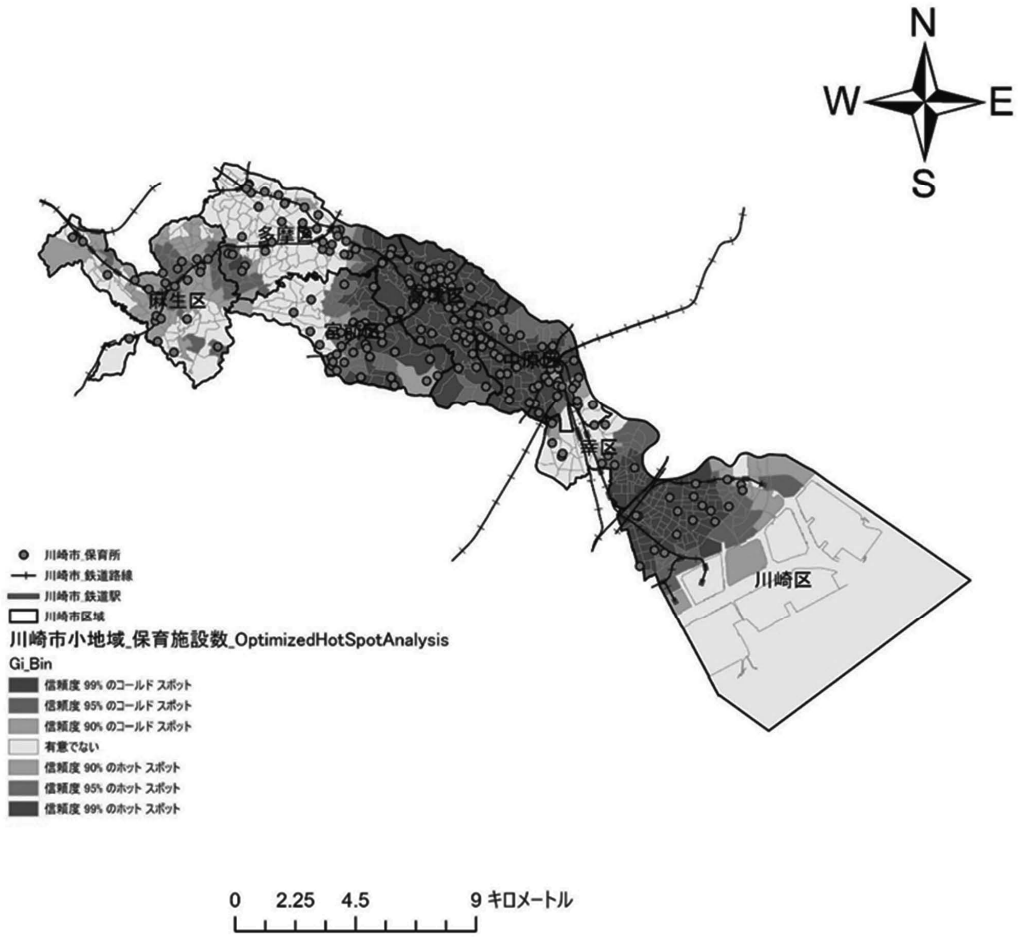 N
W
E
S
多摩区
麻生区
高津区
宮前区
中原区
幸区
川崎区
川崎市_保育所
川崎市_鉄道路線
川崎市_鉄道駅
川崎市区域
川崎市小地域_保育施設数_OptimizedHotSpotAnalysis
Gi_Bin
信頼度 99% のコールド スポット
信頼度 95% のコールド スポット
信頼度 90% のコールド スポット
有意でない
信頼度 90% のホット スポット
信頼度 95% のホット スポット
信頼度 99% のホット スポット
0 2.25 4.5 9 キロメートル